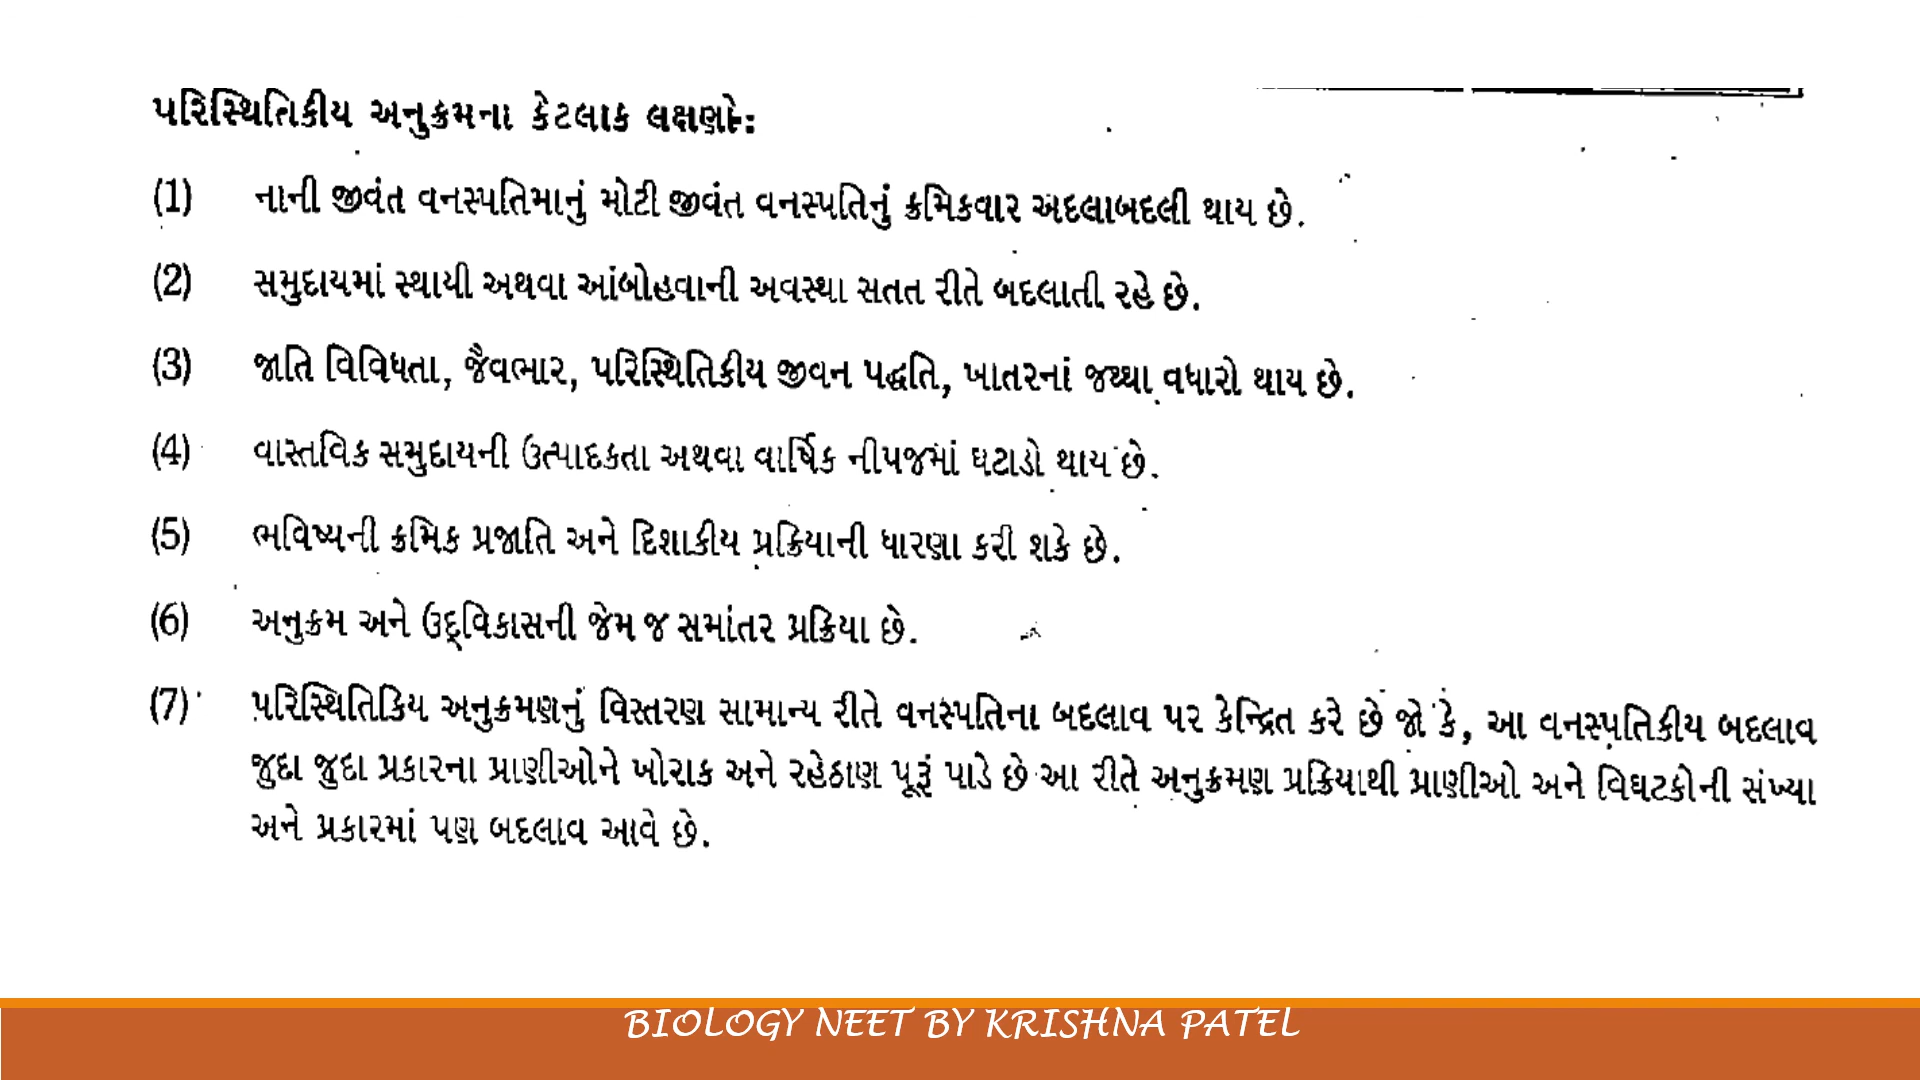 પરિસ્થિતિકીય અનુક્રમના કેટલાક લક્ષણો:
(1) નાની જીવંત વનસ્પતિમાનું મોટી જીવંત વનસ્પતિનું ક્રમિકવાર અદલાબદલી થાય છે.
(2) સમુદાયમાં સ્થાયી અથવા આંબોહવાની અવસ્થા સતત રીતે બદલાતી રહે છે.
(3) જાતિ વિવિધતા, જૈવભાર, પરિસ્થિતિકીય જીવન પદ્ધતિ, ખાતરનાં જથ્થા વધારો થાય છે.
(4) વાસ્તવિક સમુદાયની ઉત્પાદકતા અથવા વાર્ષિક નીપજમાં ઘટાડો થાય છે.
(5) ભવિષ્યની ક્રમિક પ્રજાતિ અને દિશાકીય પ્રક્રિયાની ધારણા કરી શકે છે.
(6) અનુક્રમ અને ઉદ્વિકાસની જેમ જ સમાંતર પ્રક્રિયા છે.
(7) પરિસ્થિતિકિય અનુક્રમણનું વિસ્તરણ સામાન્ય રીતે વનસ્પતિના બદલાવ પર કેન્દ્રિત કરે છે જો કે, આ વનસ્પતિકીય બદલાવ
જુદા જુદા પ્રકારના પ્રાણીઓને ખોરાક અને રહેઠાણ પૂરૂં પાડે છે આ રીતે અનુક્રમણ પ્રક્રિયાથી પ્રાણીઓ અને વિઘટકોની સંખ્યા
અને પ્રકારમાં પણ બદલાવ આવે છે.
BIOLOGY NEET BY KRISHNA PATEL